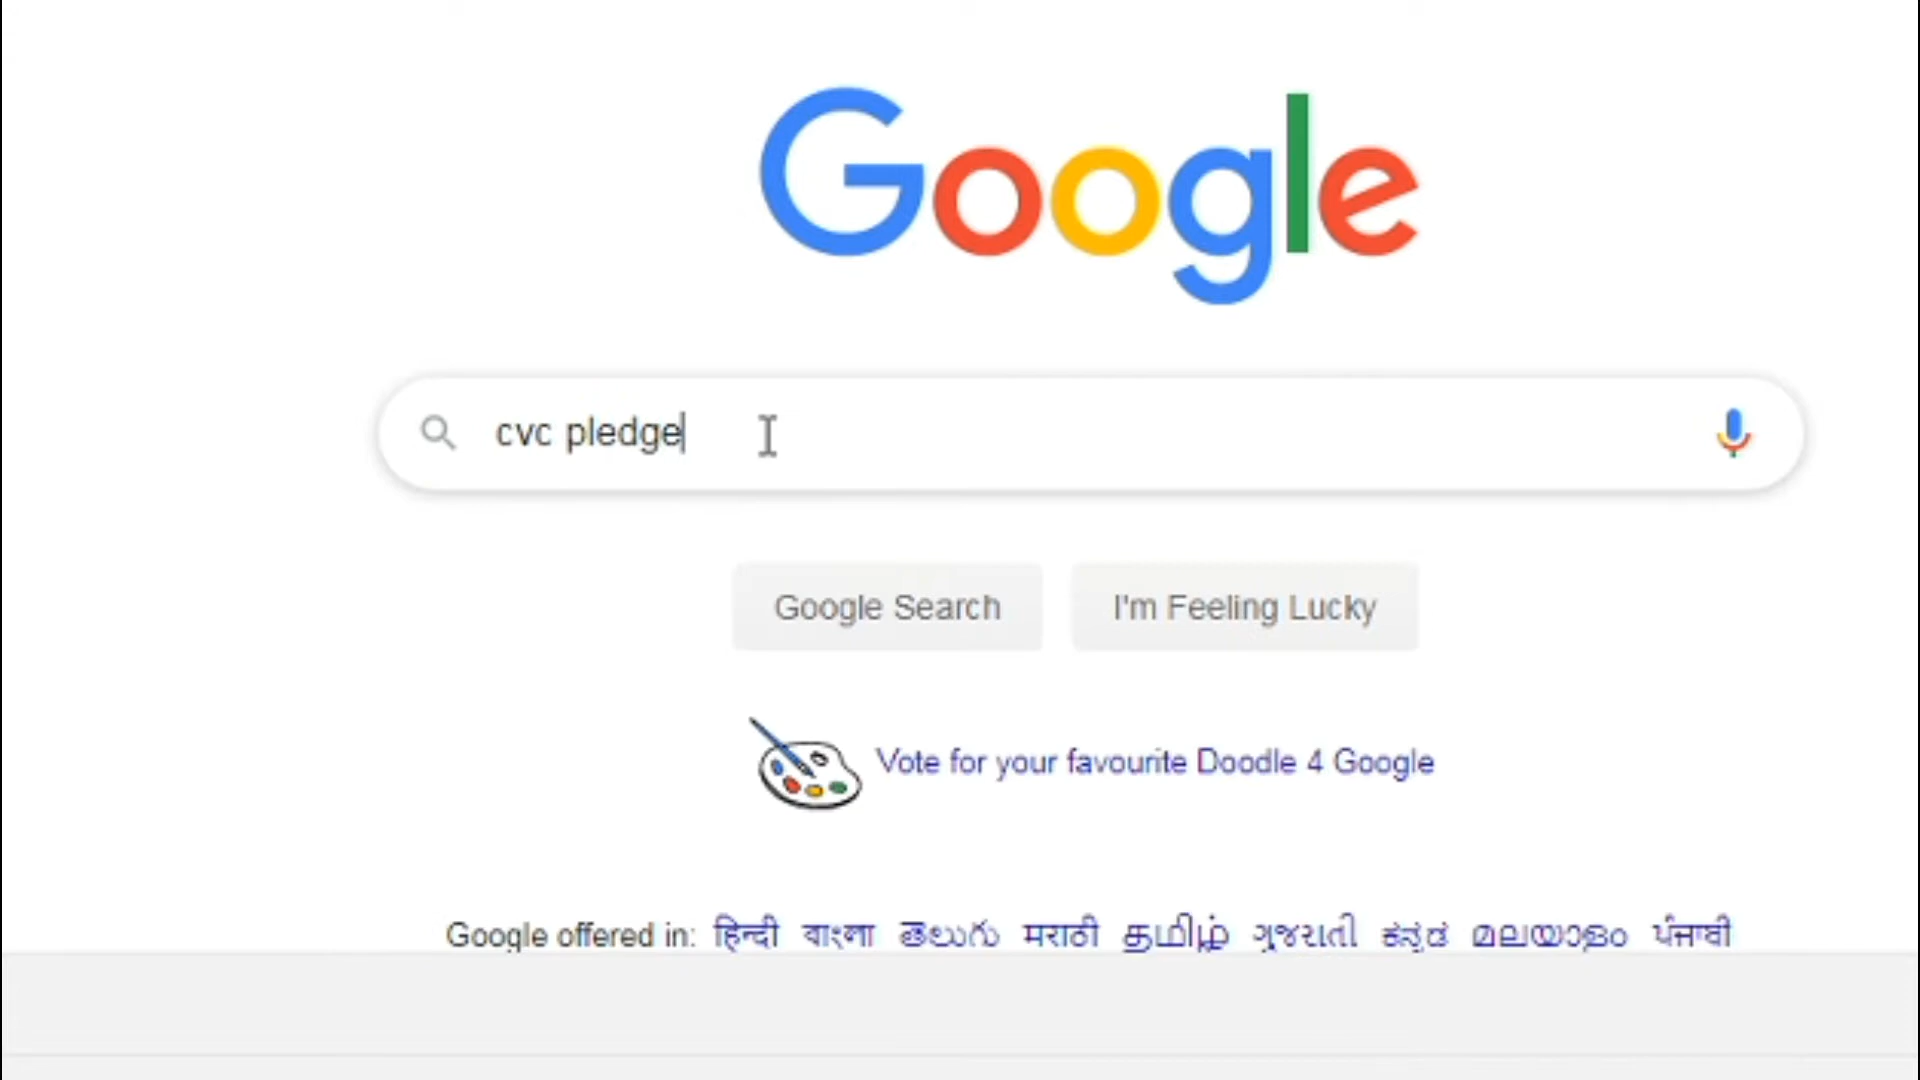 Google
cvc pledge
Google Search
I'm Feeling Lucky
Vote for your favourite Doodle 4 Google
Google offered in: हिन्दी বাংলা తెలుగు मराठी தமிழ் ગુજરાતી ಕನ್ನಡ മലയാളം ਪੰਜਾਬੀ